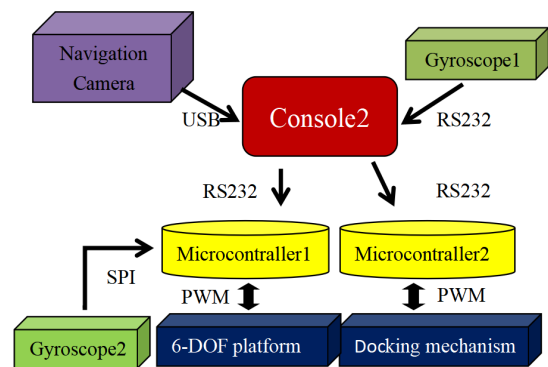 Navigation
Camera
Gyroscope1
USB
Console2
RS232
RS232
RS232
Microcontraller1
Microcontraller2
SPI
PWM
PWM
Gyroscope2
6-DOF platform
Docking mechanism